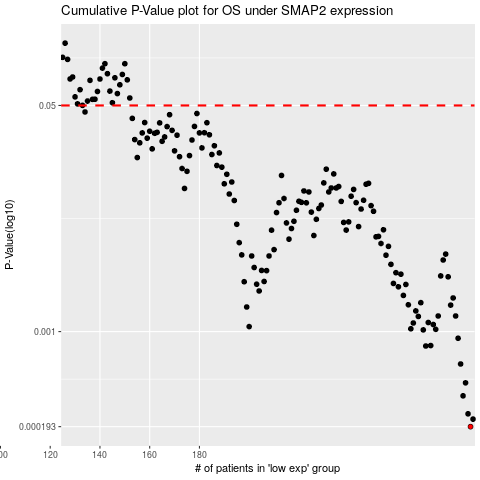 Cumulative P-Value plot for OS under SMAP2 expression
P-Value(log10)
0.05
0.001
0.000193
00 120 140 160 180
# of patients in 'low exp' group